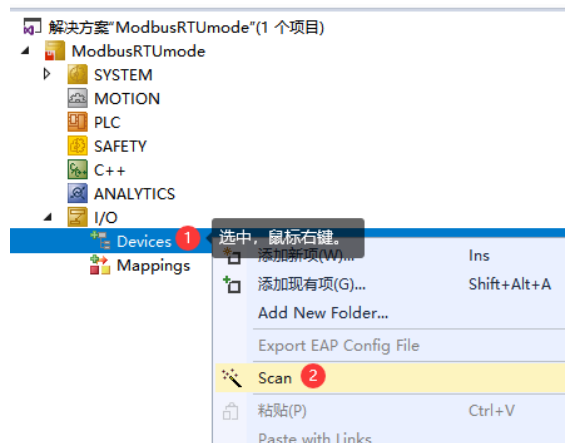 解决方案"ModbusRTUmode"(1 个项目)
ModbusRTUmode
SYSTEM
MOTION
PLC
SAFETY
C++
ANALYTICS
I/O
Devices 1 选中，鼠标右键。
添加新项(W)... Ins
Mappings
添加现有项(G)... Shift+Alt+A
Add New Folder...
Export EAP Config File
Scan 2
粘贴(P) Ctrl+V
Paste with Links